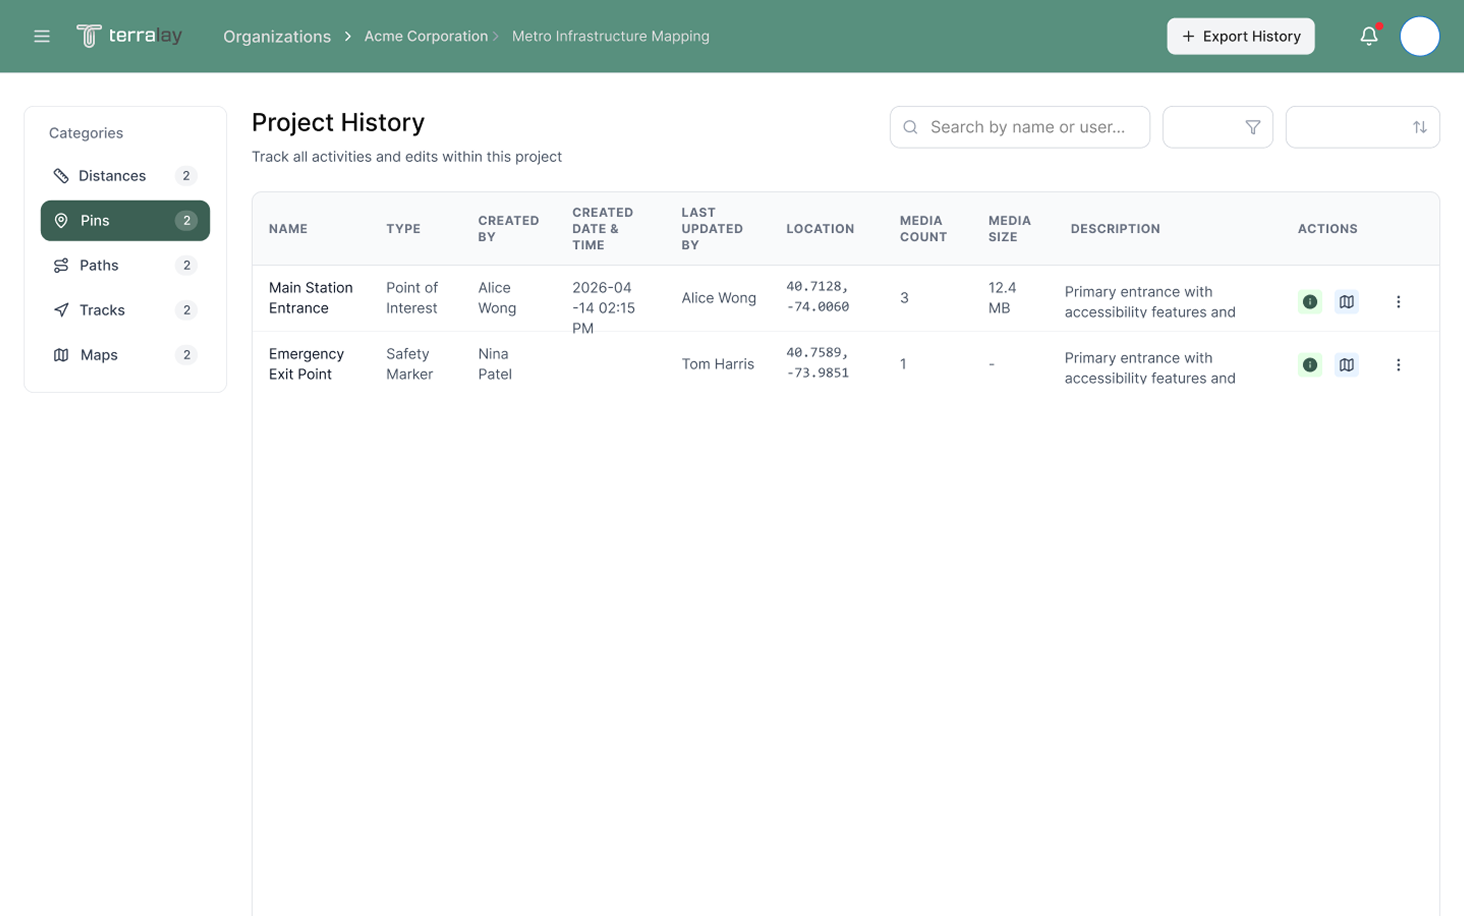 terralay
Organizations > Acme Corporation > Metro Infrastructure Mapping
+ Export History
Categories
Distances 2
Pins 2
Paths 2
Tracks 2
Maps 2
Project History
Track all activities and edits within this project
Search by name or user...
NAME
TYPE
CREATED
BY
CREATED
DATE &
TIME
LAST
UPDATED
BY
LOCATION
MEDIA
COUNT
MEDIA
SIZE
DESCRIPTION
ACTIONS
Main Station
Entrance
Point of
Interest
Alice
Wong
2026-04
-14 02:15
PM
Alice Wong
40.7128,
-74.0060
3
12.4
MB
Primary entrance with
accessibility features and
Emergency
Exit Point
Safety
Marker
Nina
Patel
Tom Harris
40.7589,
-73.9851
1
-
Primary entrance with
accessibility features and